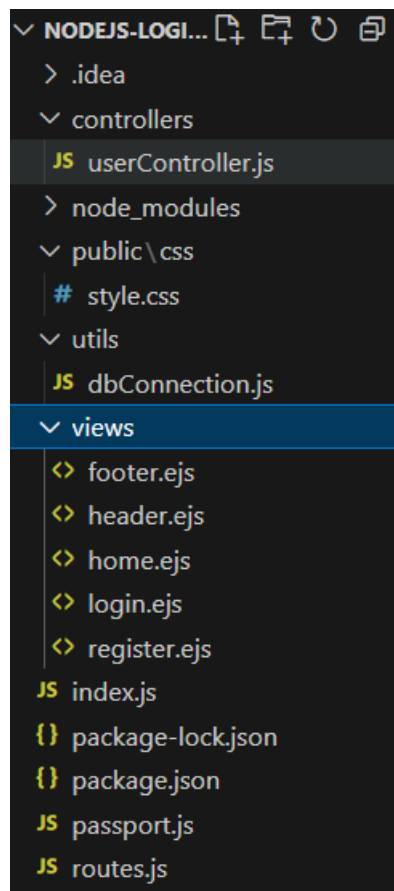 NODEJS-LOGI...
.idea
controllers
JS userController.js
node_modules
public\css
# style.css
utils
JS dbConnection.js
views
<> footer.ejs
<> header.ejs
<> home.ejs
<> login.ejs
<> register.ejs
JS index.js
{} package-lock.json
{} package.json
JS passport.js
JS routes.js